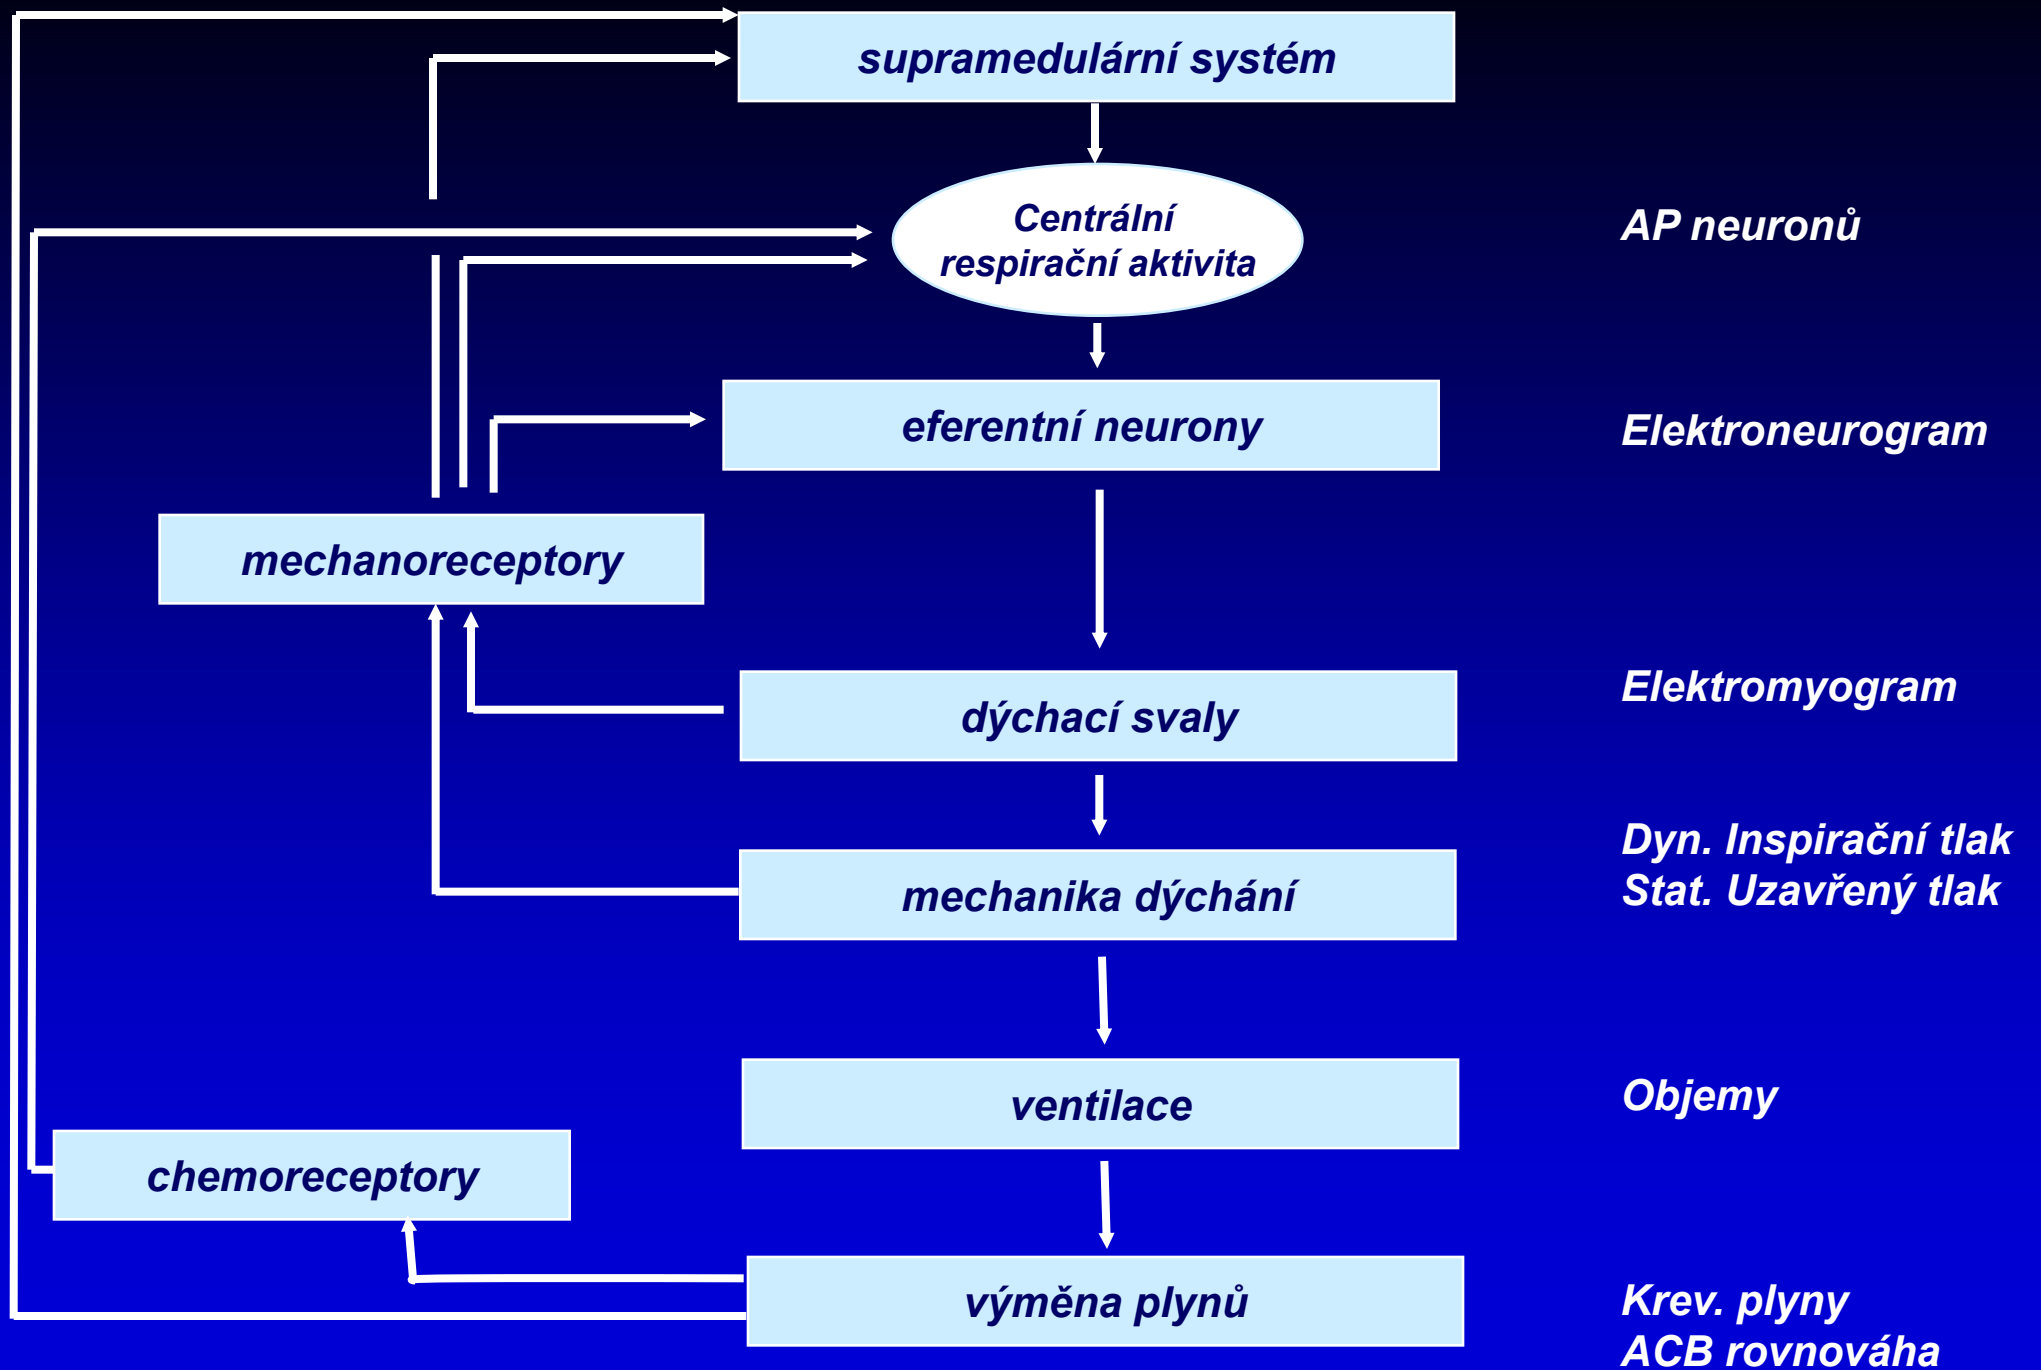 supramedulární systém
Centrální
respirační aktivita
AP neuronů
eferentní neurony
Elektroneurogram
mechanoreceptory
dýchací svaly
Elektromyogram
mechanika dýchání
Dyn. Inspirační tlak
Stat. Uzavřený tlak
ventilace
Objemy
chemoreceptory
výměna plynů
Krev. plyny
ACB rovnováha